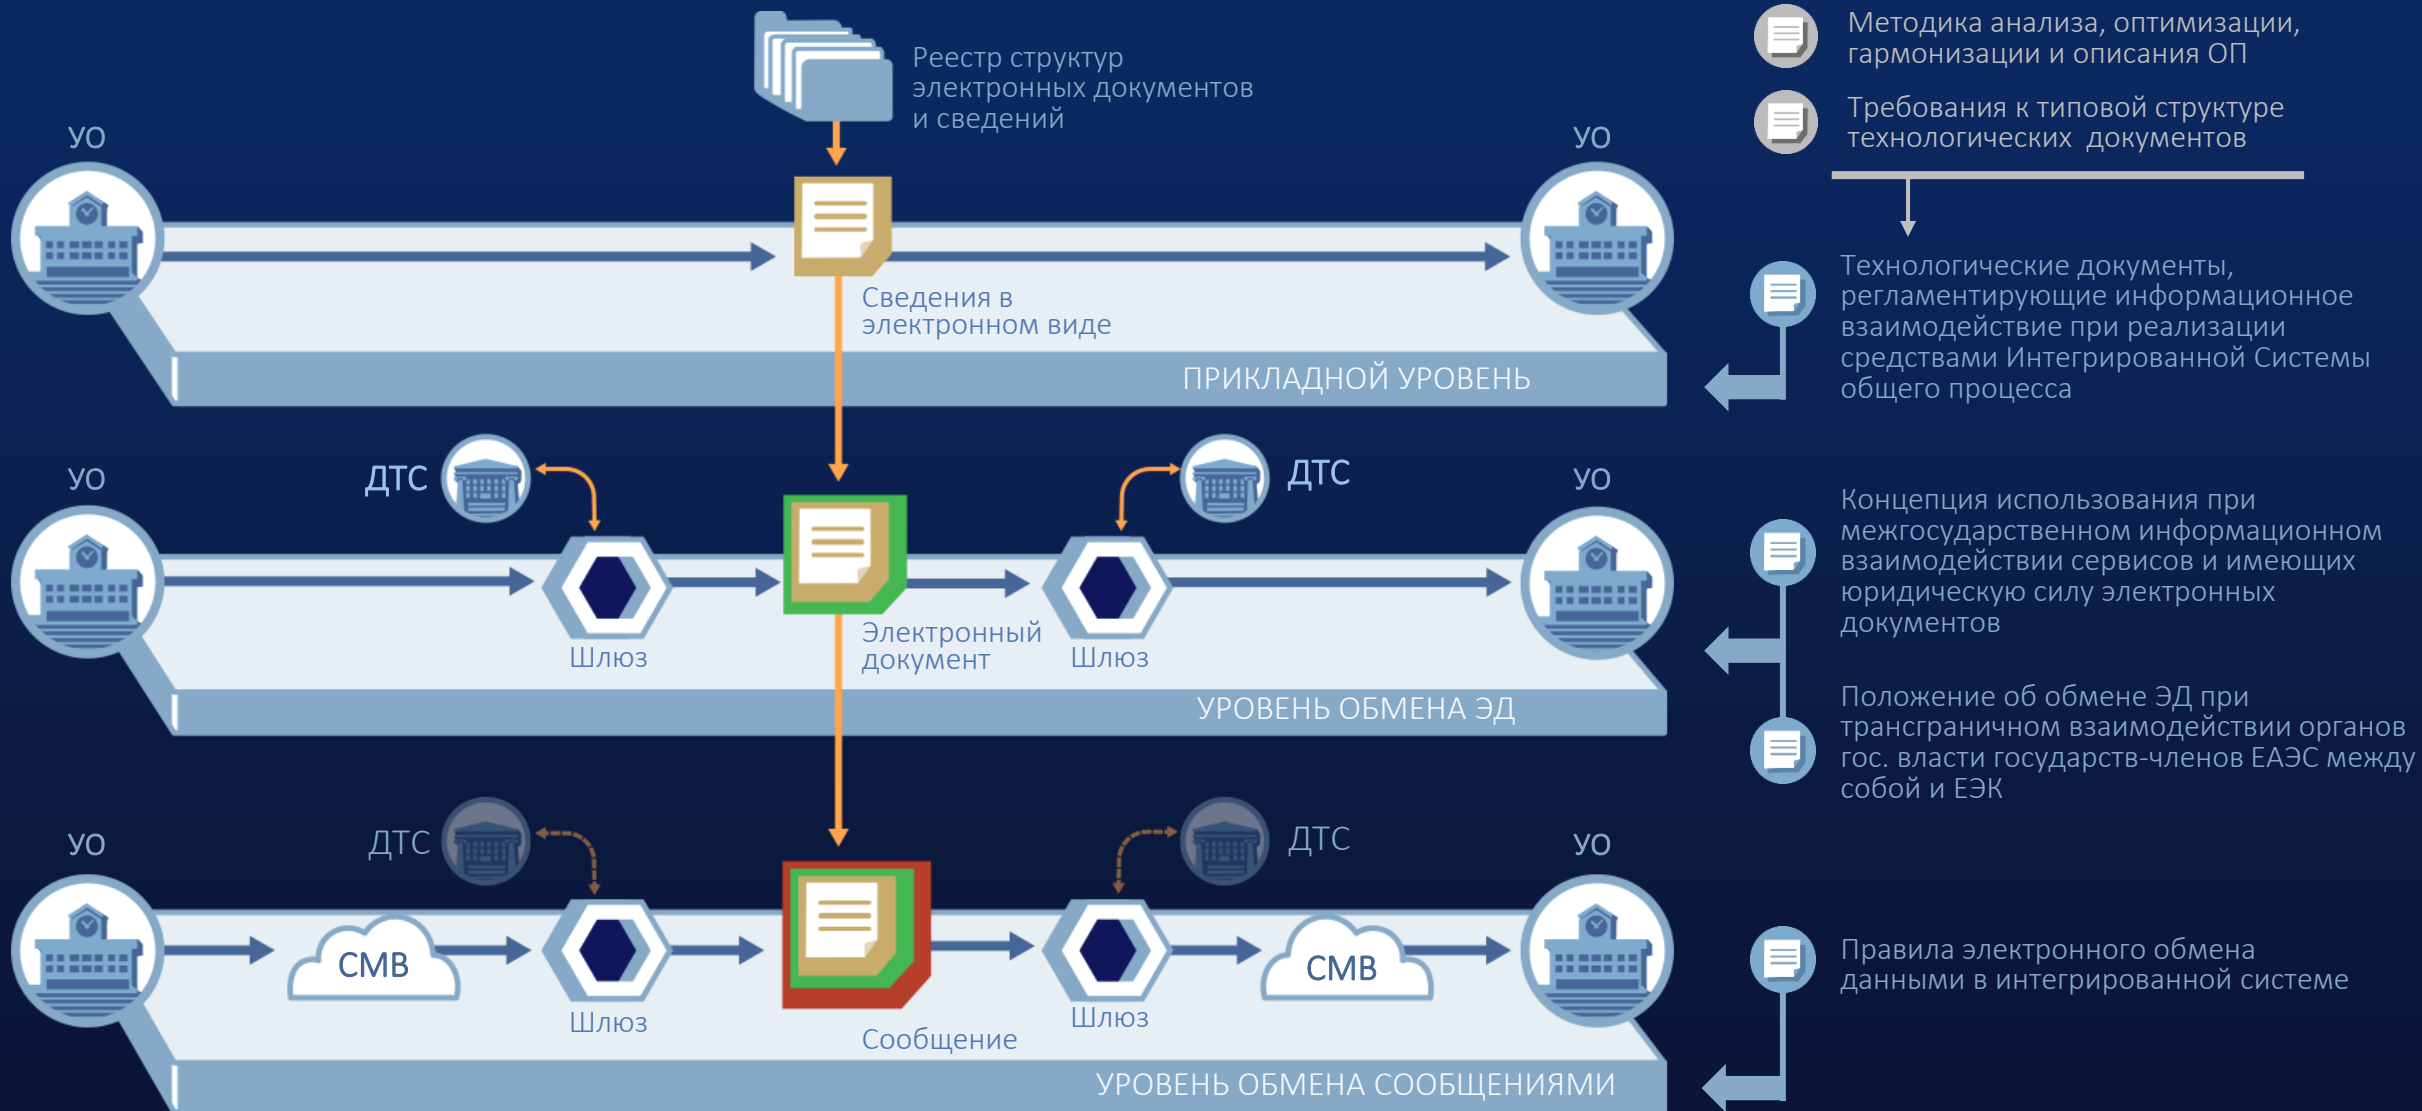 Реестр структур
электронных документов
и сведений
УО
УО
Сведения в
электронном виде
ПРИКЛАДНОЙ УРОВЕНЬ
УО
ДТС
ДТС
УО
Шлюз
Электронный
документ
Шлюз
УРОВЕНЬ ОБМЕНА ЭД
УО
ДТС
ДТС
УО
СМВ
СМВ
Шлюз
Сообщение
Шлюз
УРОВЕНЬ ОБМЕНА СООБЩЕНИЯМИ
Методика анализа, оптимизации,
гармонизации и описания ОП
Требования к типовой структуре
технологических документов
Технологические документы,
регламентирующие информационное
взаимодействие при реализации
средствами Интегрированной Системы
общего процесса
Концепция использования при
межгосударственном информационном
взаимодействии сервисов и имеющих
юридическую силу электронных
документов
Положение об обмене ЭД при
трансграничном взаимодействии органов
гос. власти государств-членов ЕАЭС между
собой и ЕЭК
Правила электронного обмена
данными в интегрированной системе